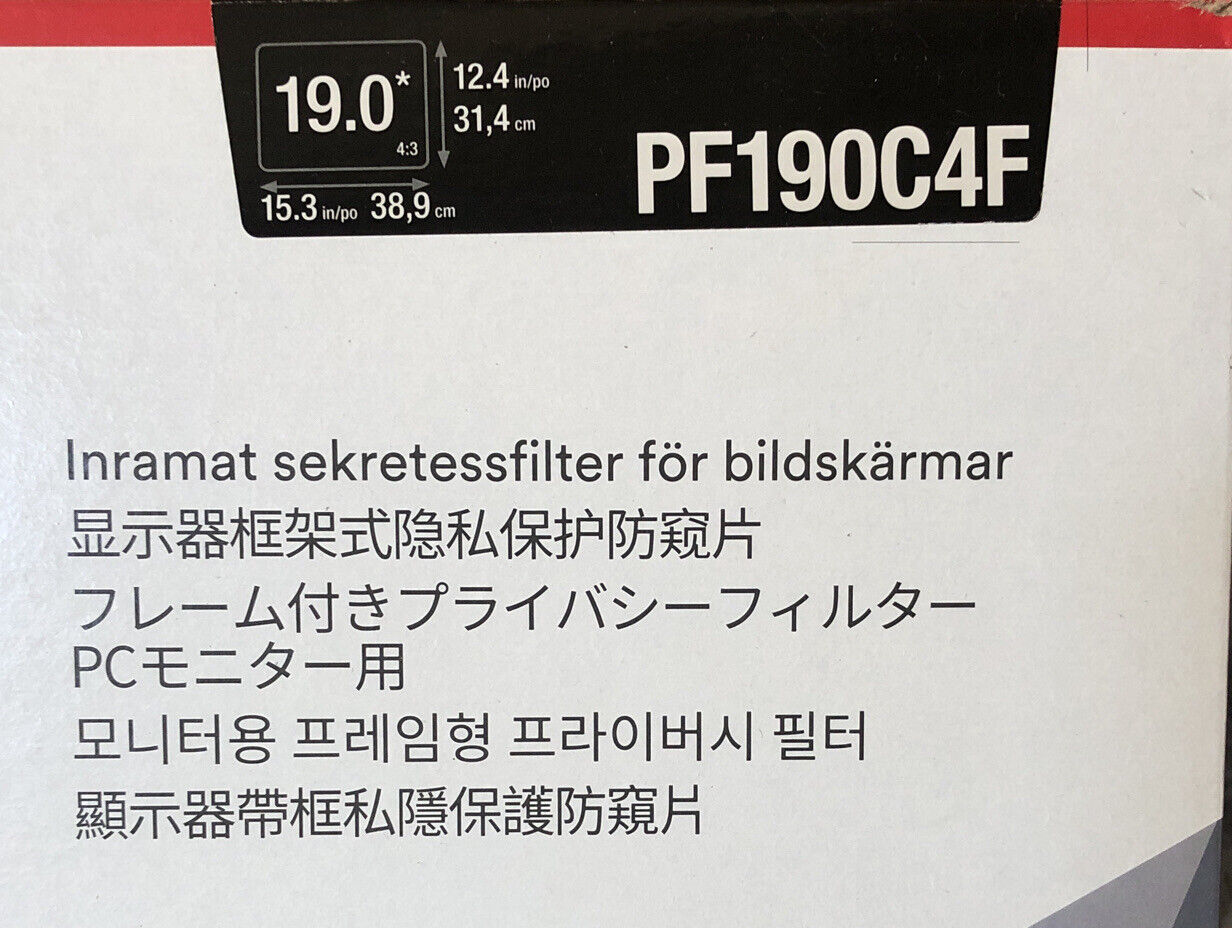 19.0*
4:3
12.4 in/po
31,4 cm
15.3 in/po 38,9 cm
PF190C4F
Inramat sekretessfilter för bildskärmar
显示器框架式隐私保护防窥片
フレーム付きプライバシーフィルター
PCモニター用
모니터용 프레임형 프라이버시 필터
顯示器帶框私隱保護防窺片